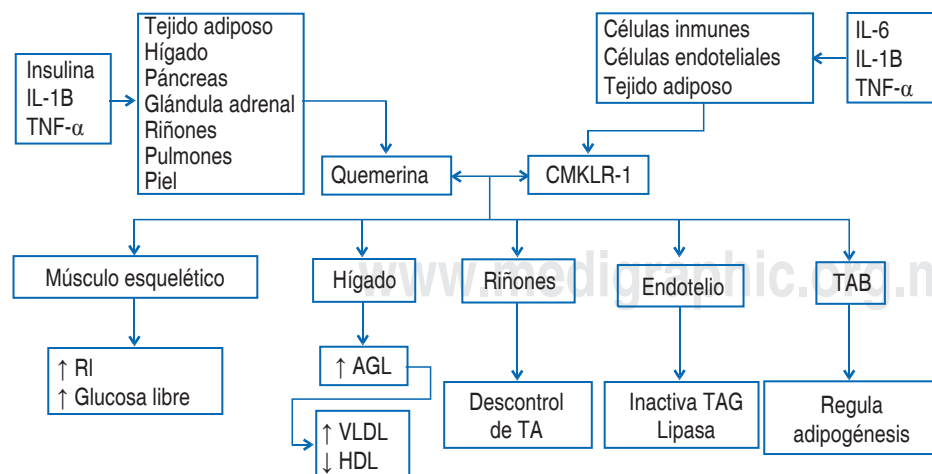 Insulina
IL-1B
TNF-α
Tejido adiposo
Hígado
Páncreas
Glándula adrenal
Riñones
Pulmones
Piel
Células inmunes
Células endoteliales
Tejido adiposo
IL-6
IL-1B
TNF-α
Quemerina
CMKLR-1
Músculo esquelético
Hígado
Riñones
Endotelio
TAB
www.medigraphic.org.m
↑ RI
↑ Glucosa libre
↑ AGL
↑ VLDL
↓ HDL
Descontrol
de TA
Inactiva TAG
Lipasa
Regula
adipogénesis